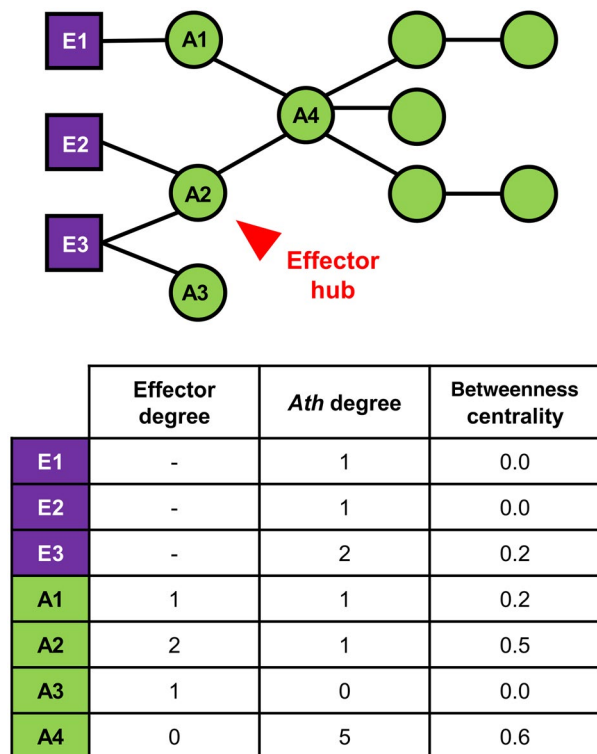 E1
A1
A4
E2
A2
E3
Effector
hub
A3
Effector degree Ath degree Betweenness centrality
E1 - 1 0.0
E2 - 1 0.0
E3 - 2 0.2
A1 1 1 0.2
A2 2 1 0.5
A3 1 0 0.0
A4 0 5 0.6